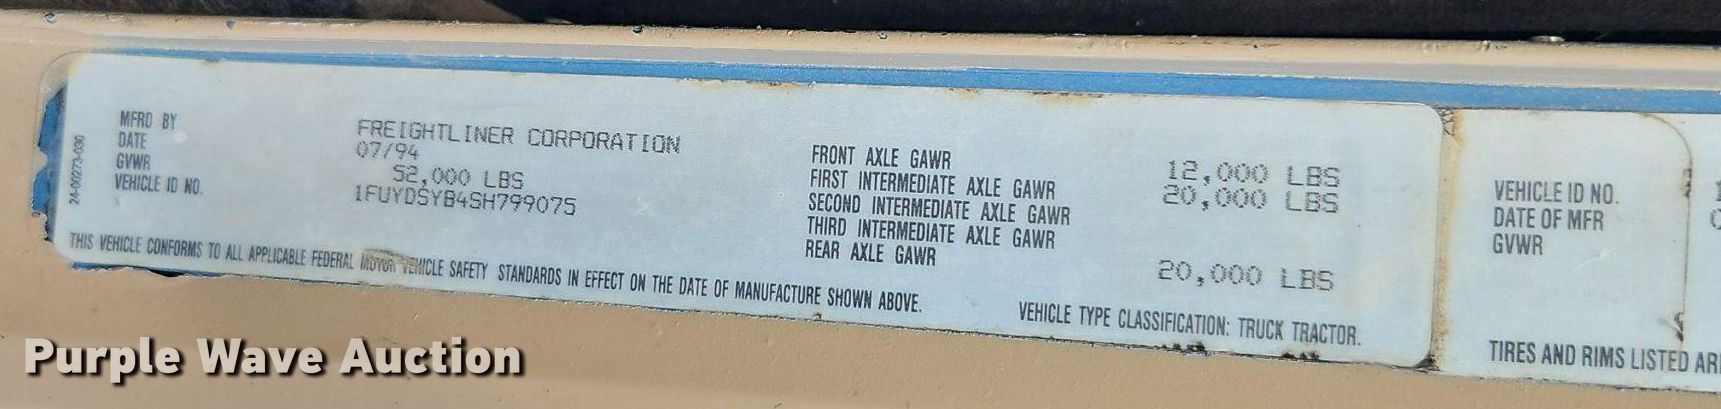 MFRD BY FREIGHTLINER CORPORATION
DATE 07/94
GVWR 52,000 LBS
VEHICLE ID NO. 1FUYDSYB4SH799075
24-00273-030
FRONT AXLE GAWR 12,000 LBS
FIRST INTERMEDIATE AXLE GAWR 20,000 LBS
SECOND INTERMEDIATE AXLE GAWR
THIRD INTERMEDIATE AXLE GAWR
REAR AXLE GAWR 20,000 LBS
THIS VEHICLE CONFORMS TO ALL APPLICABLE FEDERAL MOTOR VEHICLE SAFETY STANDARDS IN EFFECT ON THE DATE OF MANUFACTURE SHOWN ABOVE.
VEHICLE TYPE CLASSIFICATION: TRUCK TRACTOR.
VEHICLE ID NO.
DATE OF MFR
GVWR
TIRES AND RIMS LISTED
Purple Wave Auction